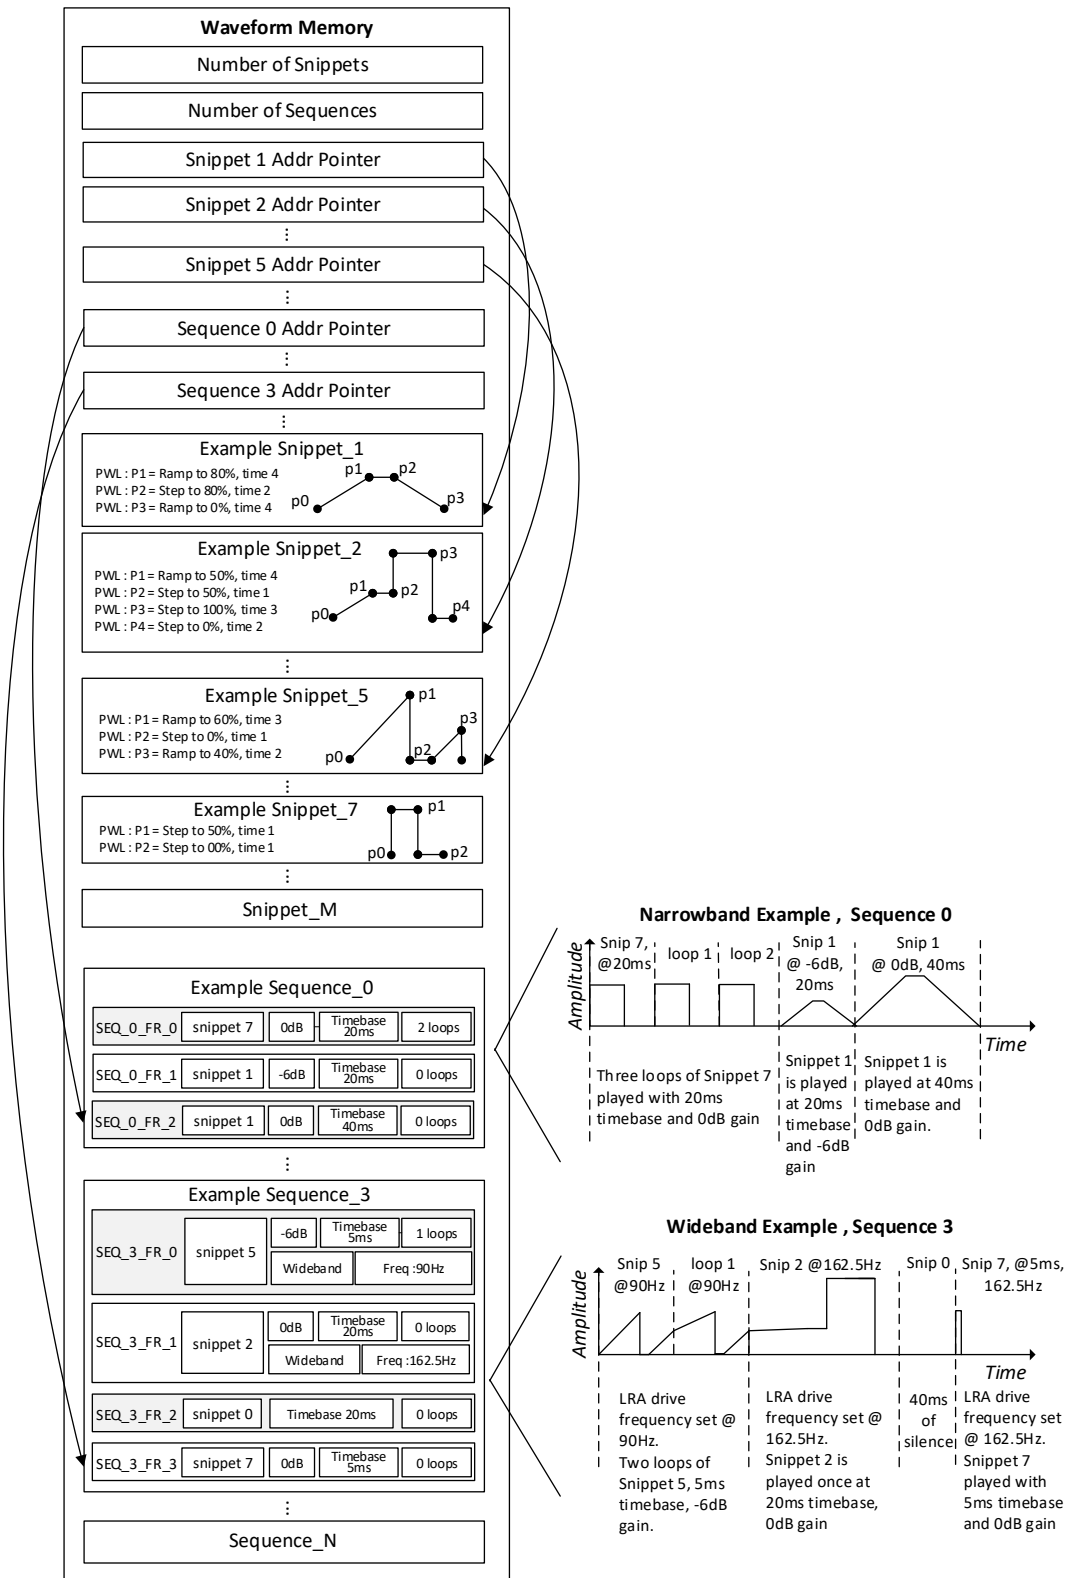 Waveform Memory
Number of Snippets
Number of Sequences
Snippet 1 Addr Pointer
Snippet 2 Addr Pointer
Snippet 5 Addr Pointer
Sequence 0 Addr Pointer
Sequence 3 Addr Pointer
Example Snippet_1
PWL : P1 = Ramp to 80%, time 4
PWL : P2 = Step to 80%, time 2
PWL : P3 = Ramp to 0%, time 4
p0
p1
p2
p3
Example Snippet_2
PWL : P1 = Ramp to 50%, time 4
PWL : P2 = Step to 50%, time 1
PWL : P3 = Step to 100%, time 3
PWL : P4 = Step to 0%, time 2
p0
p1
p2
p3
p4
Example Snippet_5
PWL : P1 = Ramp to 60%, time 3
PWL : P2 = Step to 0%, time 1
PWL : P3 = Ramp to 40%, time 2
p0
p1
p2
p3
Example Snippet_7
PWL : P1 = Step to 50%, time 1
PWL : P2 = Step to 00%, time 1
p0
p1
p2
Snippet_M
Example Sequence_0
SEQ_0_FR_0
snippet 7
0dB
Timebase
20ms
2 loops
SEQ_0_FR_1
snippet 1
-6dB
Timebase
20ms
0 loops
SEQ_0_FR_2
snippet 1
0dB
Timebase
40ms
0 loops
Example Sequence_3
SEQ_3_FR_0
snippet 5
-6dB
Timebase
5ms
1 loops
Wideband
Freq :90Hz
SEQ_3_FR_1
snippet 2
0dB
Timebase
20ms
0 loops
Wideband
Freq :162.5Hz
SEQ_3_FR_2
snippet 0
Timebase 20ms
0 loops
SEQ_3_FR_3
snippet 7
0dB
Timebase
5ms
0 loops
Sequence_N
Narrowband Example , Sequence 0
Amplitude
Snip 7,
@20ms
loop 1
loop 2
Snip 1
@ -6dB,
20ms
Snip 1
@ 0dB, 40ms
Time
Three loops of Snippet 7
played with 20ms
timebase and 0dB gain
Snippet 1
is played
at 20ms
timebase
and -6dB
gain
Snippet 1 is
played at 40ms
timebase and
0dB gain.
Wideband Example , Sequence 3
Amplitude
Snip 5
@90Hz
loop 1
@90Hz
Snip 2 @162.5Hz
Snip 0
Snip 7, @5ms,
162.5Hz
Time
LRA drive
frequency set @
90Hz.
Two loops of
Snippet 5, 5ms
timebase, -6dB
gain.
LRA drive
frequency set @
162.5Hz.
Snippet 2 is
played once at
20ms timebase,
0dB gain
40ms
of
silence
LRA drive
frequency set
@ 162.5Hz.
Snippet 7
played with
5ms timebase
and 0dB gain